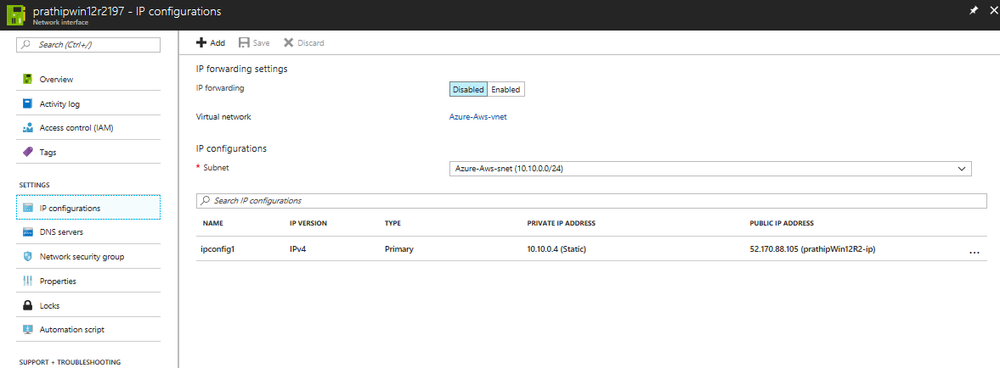 prathipwin12r2197 - IP configurations
Network interface
Search (Ctrl+/)
Overview
Activity log
Access control (IAM)
Tags
SETTINGS
IP configurations
DNS servers
Network security group
Properties
Locks
Automation script
SUPPORT + TROUBLESHOOTING
Add Save Discard
IP forwarding settings
IP forwarding Disabled Enabled
Virtual network Azure-Aws-vnet
IP configurations
* Subnet Azure-Aws-snet (10.10.0.0/24)
Search IP configurations
NAME IP VERSION TYPE PRIVATE IP ADDRESS PUBLIC IP ADDRESS
ipconfig1 IPv4 Primary 10.10.0.4 (Static) 52.170.88.105 (prathipWin12R2-ip) ...